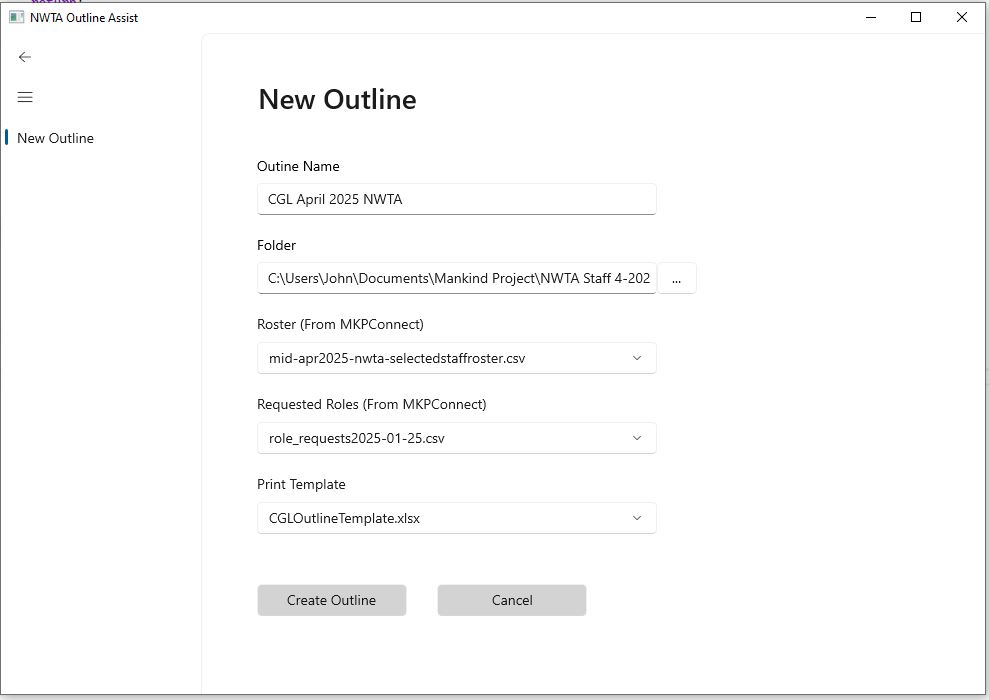 NWTA Outline Assist
New Outline
New Outline
Outine Name
CGL April 2025 NWTA
Folder
C:\Users\John\Documents\Mankind Project\NWTA Staff 4-202
...
Roster (From MKPConnect)
mid-apr2025-nwta-selectedstaffroster.csv
Requested Roles (From MKPConnect)
role_requests2025-01-25.csv
Print Template
CGLOutlineTemplate.xlsx
Create Outline
Cancel